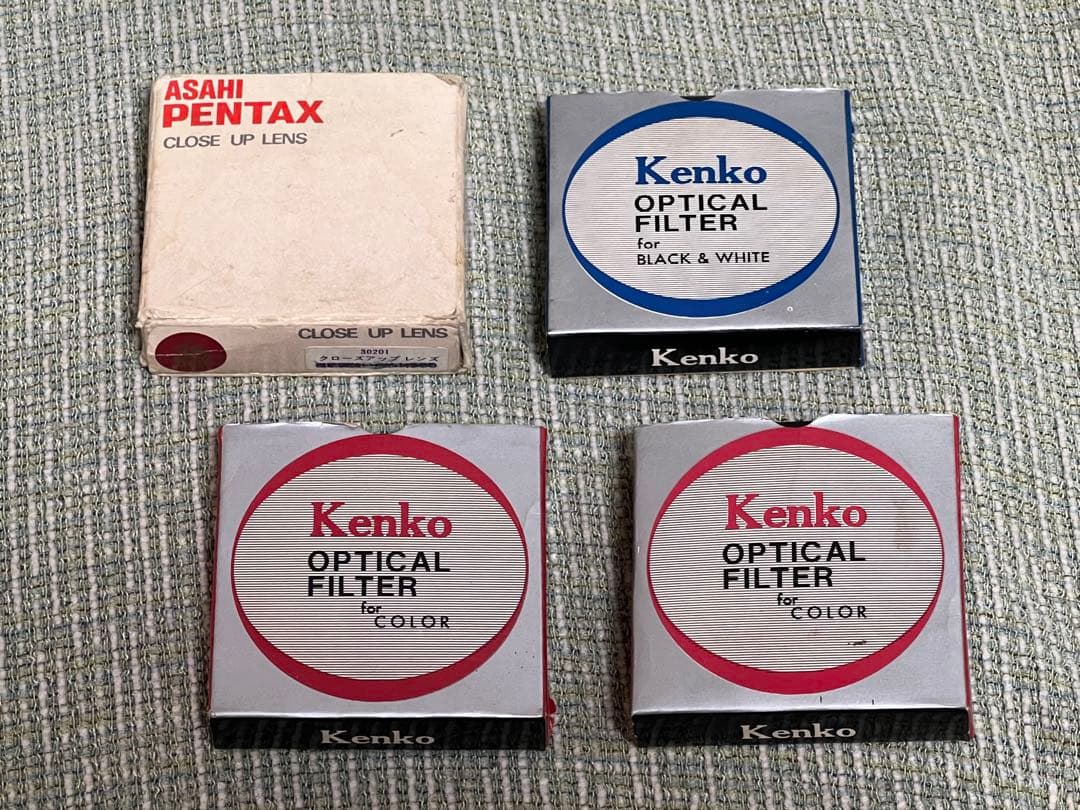 ASAHI
PENTAX
CLOSE UP LENS
CLOSE UP LENS
30201
クローズアップ レンズ
Kenko
OPTICAL
FILTER
for
BLACK & WHITE
Kenko
Kenko
OPTICAL
FILTER
for
COLOR
Kenko
Kenko
OPTICAL
FILTER
for
COLOR
Kenko